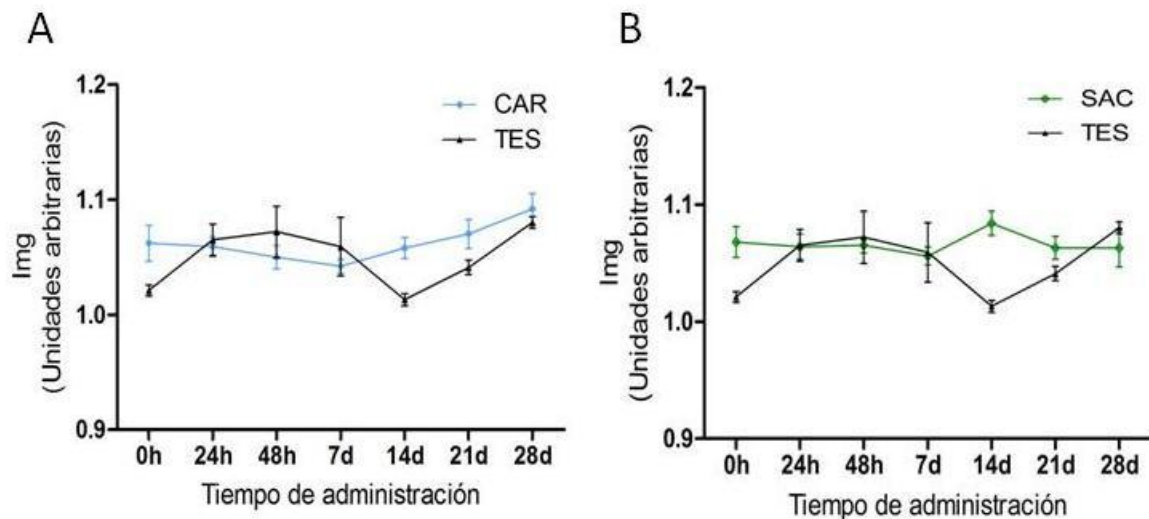 A
1.2
1.1
1.0
0.9
Img
(Unidades arbitrarias)
CAR
TES
0h 24h 48h 7d 14d 21d 28d
Tiempo de administración
B
1.2
1.1
1.0
0.9
Img
(Unidades arbitrarias)
SAC
TES
0h 24h 48h 7d 14d 21d 28d
Tiempo de administración